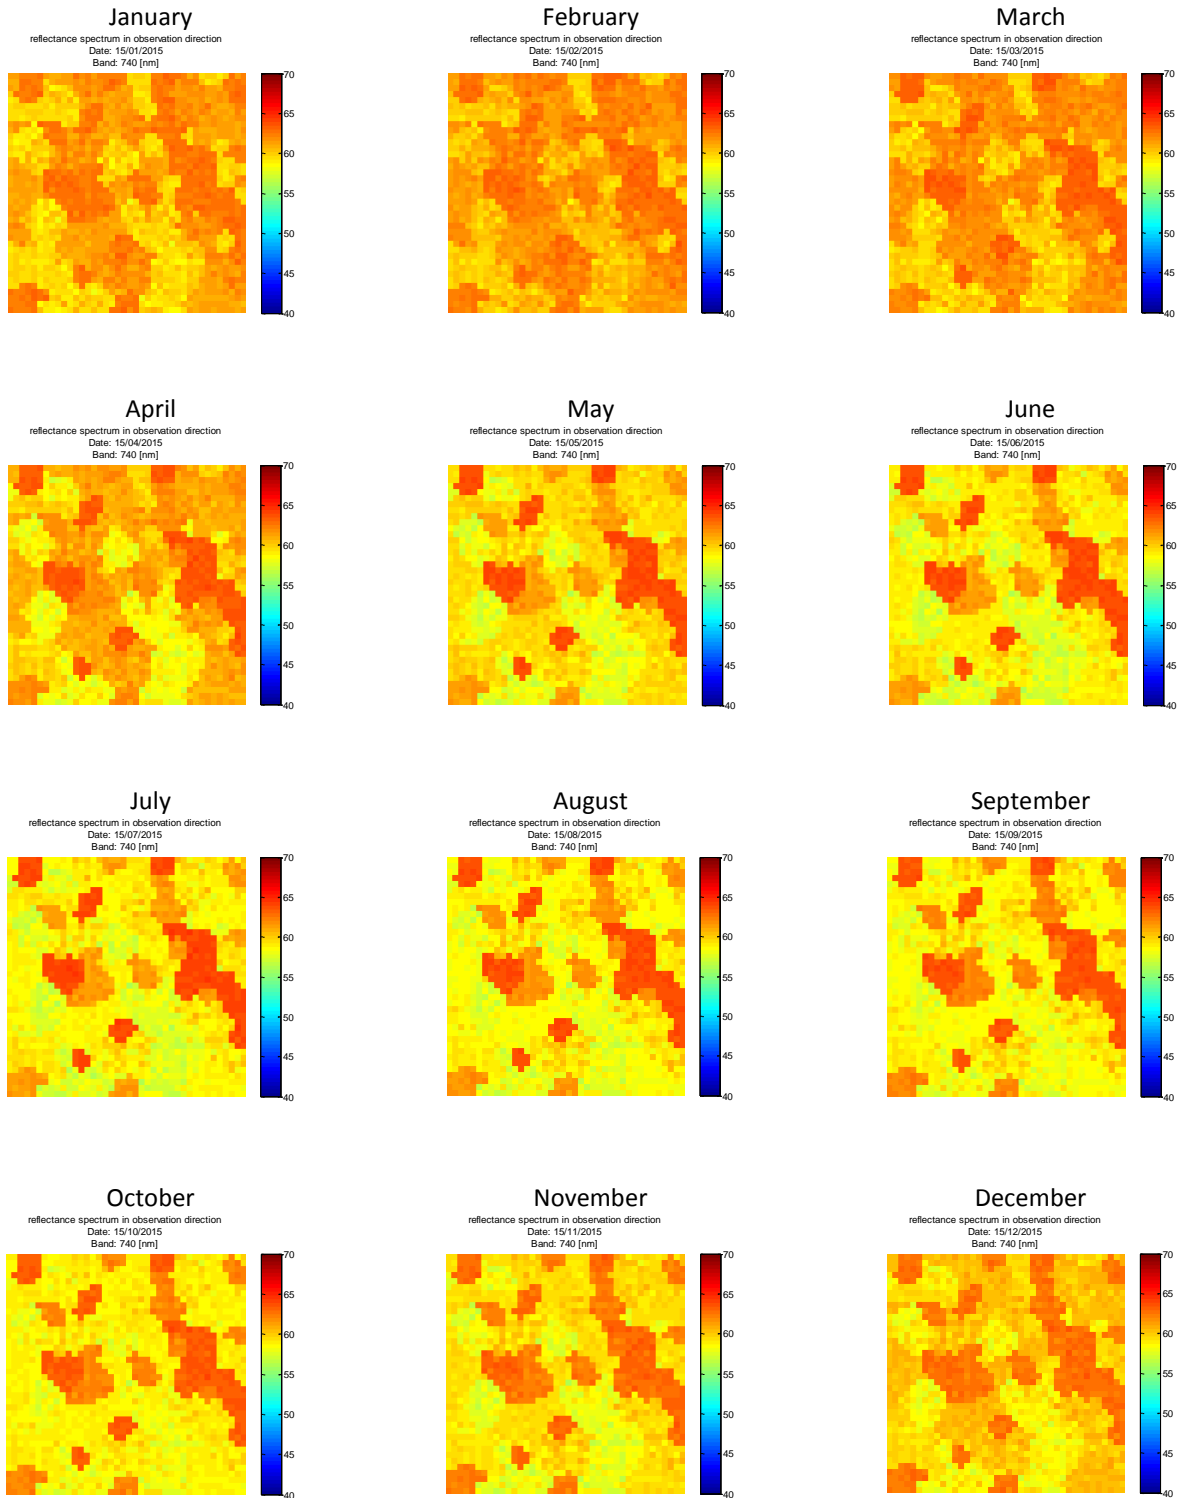 January
reflectance spectrum in observation direction
Date: 15/01/2015
Band: 740 [nm]
70
65
60
55
50
45
40
February
reflectance spectrum in observation direction
Date: 15/02/2015
Band: 740 [nm]
70
65
60
55
50
45
40
March
reflectance spectrum in observation direction
Date: 15/03/2015
Band: 740 [nm]
70
65
60
55
50
45
40
April
reflectance spectrum in observation direction
Date: 15/04/2015
Band: 740 [nm]
70
65
60
55
50
45
40
May
reflectance spectrum in observation direction
Date: 15/05/2015
Band: 740 [nm]
70
65
60
55
50
45
40
June
reflectance spectrum in observation direction
Date: 15/06/2015
Band: 740 [nm]
70
65
60
55
50
45
40
July
reflectance spectrum in observation direction
Date: 15/07/2015
Band: 740 [nm]
70
65
60
55
50
45
40
August
reflectance spectrum in observation direction
Date: 15/08/2015
Band: 740 [nm]
70
65
60
55
50
45
40
September
reflectance spectrum in observation direction
Date: 15/09/2015
Band: 740 [nm]
70
65
60
55
50
45
40
October
reflectance spectrum in observation direction
Date: 15/10/2015
Band: 740 [nm]
70
65
60
55
50
45
40
November
reflectance spectrum in observation direction
Date: 15/11/2015
Band: 740 [nm]
70
65
60
55
50
45
40
December
reflectance spectrum in observation direction
Date: 15/12/2015
Band: 740 [nm]
70
65
60
55
50
45
40